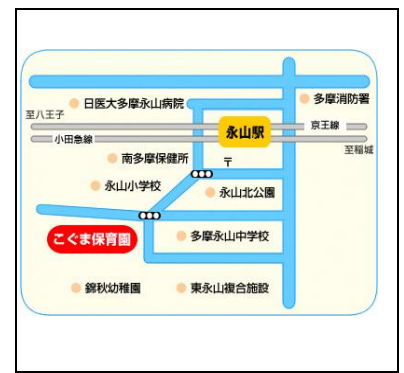 日医大多摩永山病院
多摩消防署
至八王子
永山駅
京王線
小田急線
至稲城
南多摩保健所
〒
永山小学校
永山北公園
こぐま保育園
多摩永山中学校
錦秋幼稚園
東永山複合施設